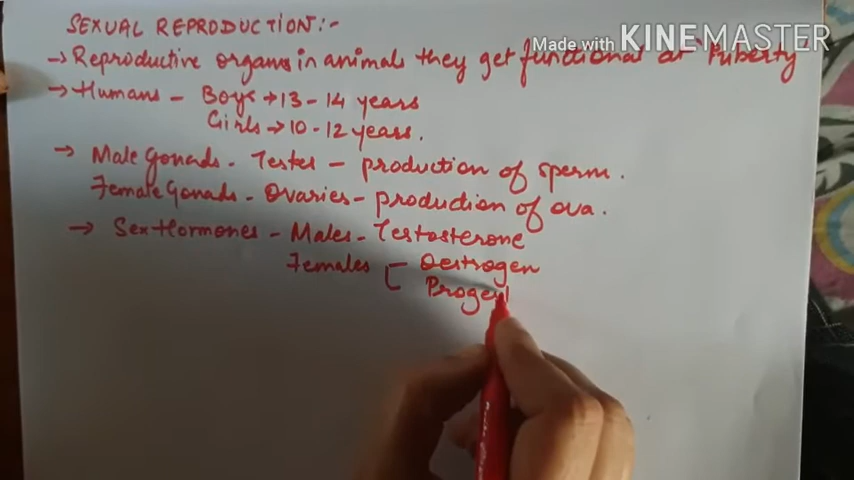 SEXUAL REPRODUCTION:-
Made with KINEMASTER
→ Reproductive organs in animals they get functional at Puberty
→ Humans - Boys → 13 - 14 years
Girls → 10 - 12 years.
→ Male Gonads - Testes - production of sperm.
Female Gonads - Ovaries - production of ova.
→ Sex Hormones - Males - Testosterone
Females [ Oestrogen
Proges